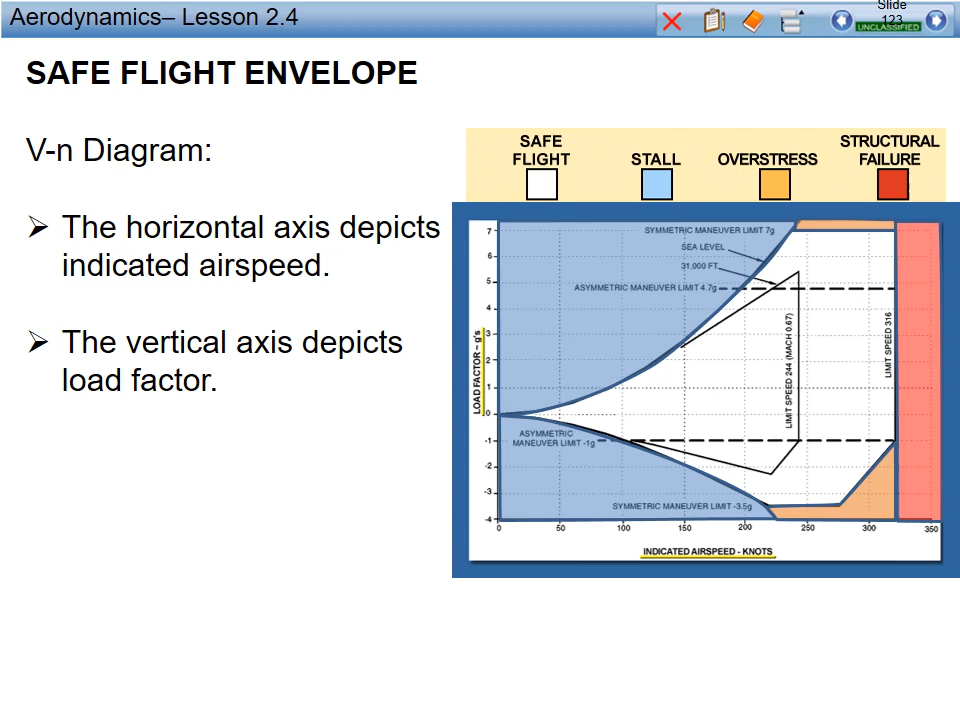 Aerodynamics– Lesson 2.4
Slide
123
UNCLASSIFIED
SAFE FLIGHT ENVELOPE
V-n Diagram:
➢ The horizontal axis depicts
indicated airspeed.
➢ The vertical axis depicts
load factor.
SAFE
FLIGHT
STALL
OVERSTRESS
STRUCTURAL
FAILURE
7
6
5
4
3
2
1
0
-1
-2
-3
-4
LOAD FACTOR – g's
SYMMETRIC MANEUVER LIMIT 7g
SEA LEVEL
31,000 FT
ASYMMETRIC MANEUVER LIMIT 4.7g
LIMIT SPEED 244 (MACH 0.67)
LIMIT SPEED 316
ASYMMETRIC
MANEUVER LIMIT -1g
SYMMETRIC MANEUVER LIMIT -3.5g
0 50 100 150 200 250 300 350
INDICATED AIRSPEED - KNOTS